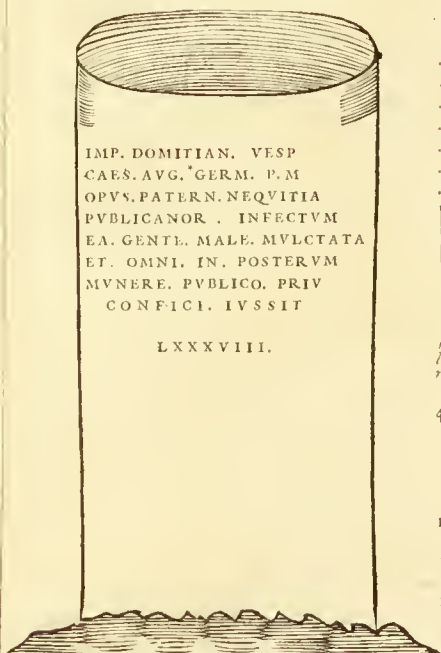 IMP. DOMITIAN. VESP
CAES. AVG. GERM. P. M
OPVS. PATERN. NEQVITIA
PVBLICANOR. INFECTVM
EA. GENTE. MALE. MVLCTATA
ET. OMNI. IN. POSTERVM
MVNERE. PVBLICO. PRIV
CONFICI. IVSSIT
LXXXVIII.